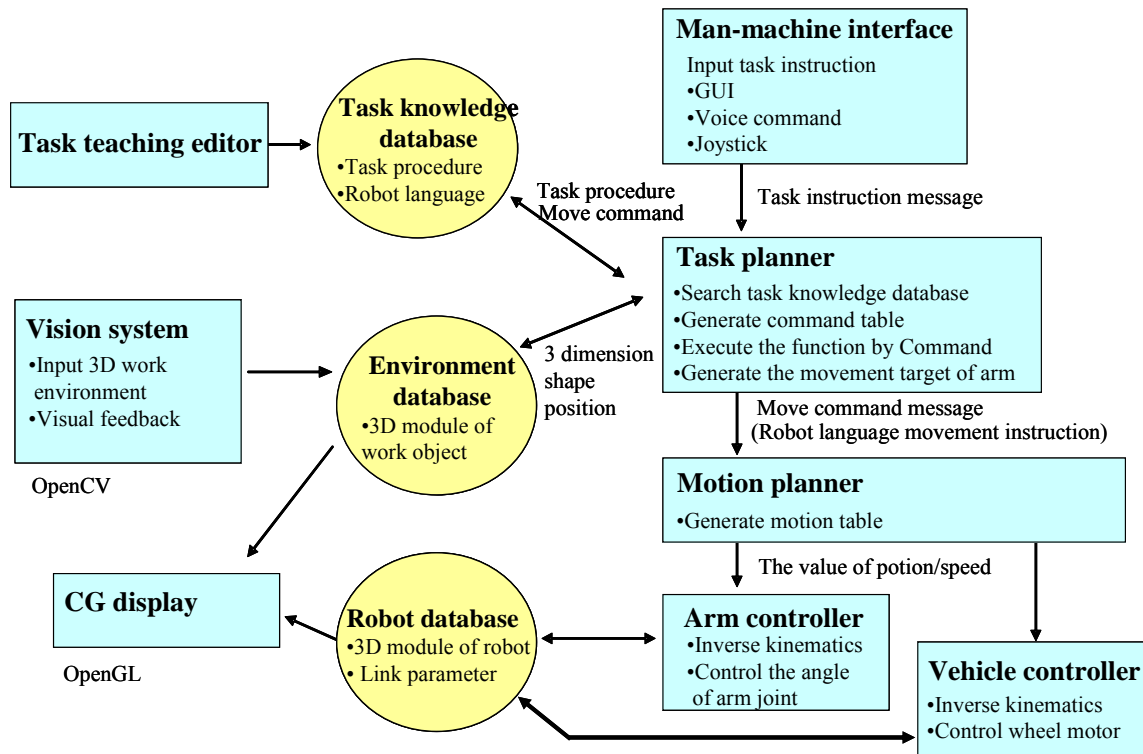 Man-machine interface
Input task instruction
•GUI
•Voice command
•Joystick
Task teaching editor
Task knowledge
database
•Task procedure
•Robot language
Task procedure
Move command
Task instruction message
Task planner
•Search task knowledge database
•Generate command table
•Execute the function by Command
•Generate the movement target of arm
Vision system
•Input 3D work
environment
•Visual feedback
OpenCV
Environment
database
•3D module of
work object
3 dimension
shape
position
Move command message
(Robot language movement instruction)
Motion planner
•Generate motion table
The value of potion/speed
CG display
OpenGL
Robot database
•3D module of robot
• Link parameter
Arm controller
•Inverse kinematics
•Control the angle
of arm joint
Vehicle controller
•Inverse kinematics
•Control wheel motor